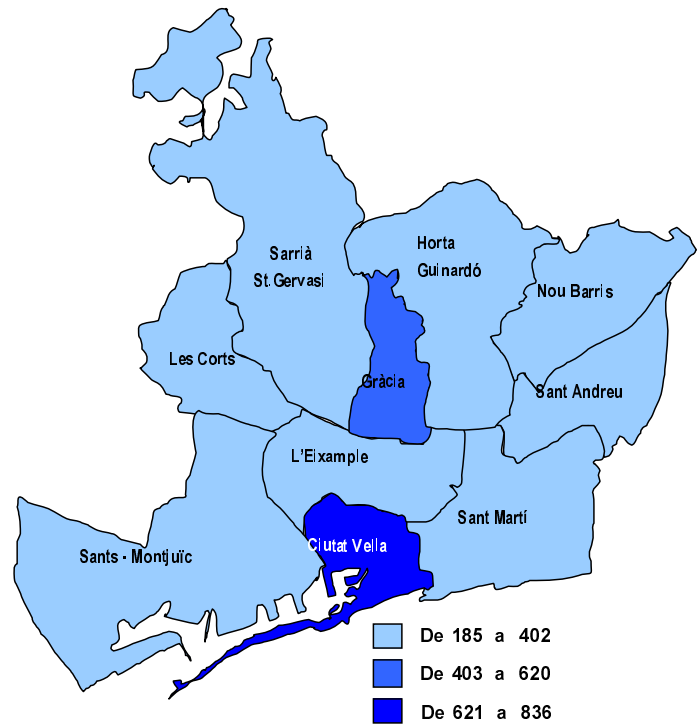 Sarrià
St.Gervasi
Horta
Guinardó
Nou Barris
Les Corts
Gràcia
Sant Andreu
L'Eixample
Sant Martí
Ciutat Vella
Sants - Montjuïc
De 185 a 402
De 403 a 620
De 621 a 836